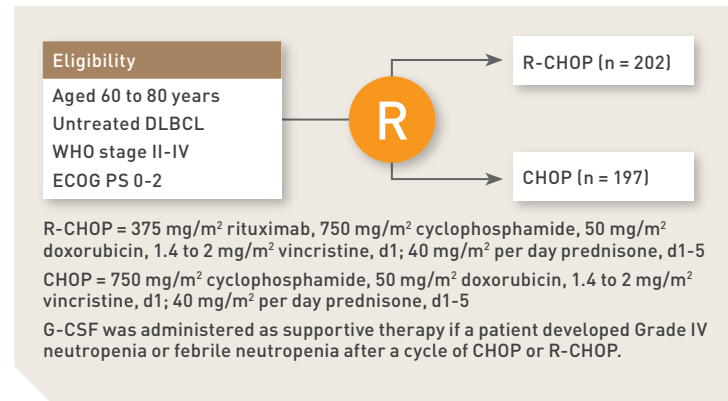 Eligibility
Aged 60 to 80 years
Untreated DLBCL
WHO stage II-IV
ECOG PS 0-2
R
R-CHOP (n = 202)
CHOP (n = 197)
R-CHOP = 375 mg/m² rituximab, 750 mg/m² cyclophosphamide, 50 mg/m²
doxorubicin, 1.4 to 2 mg/m² vincristine, d1; 40 mg/m² per day prednisone, d1-5
CHOP = 750 mg/m² cyclophosphamide, 50 mg/m² doxorubicin, 1.4 to 2 mg/m²
vincristine, d1; 40 mg/m² per day prednisone, d1-5
G-CSF was administered as supportive therapy if a patient developed Grade IV
neutropenia or febrile neutropenia after a cycle of CHOP or R-CHOP.